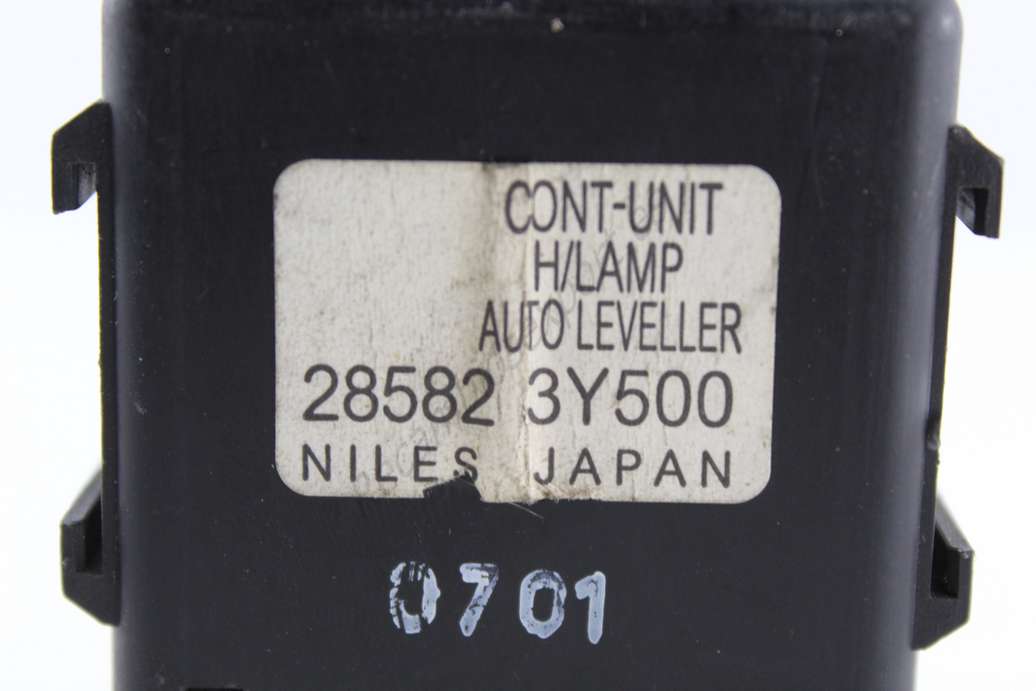 CONT-UNIT
H/LAMP
AUTO LEVELLER
28582 3Y500
NILES JAPAN
0701